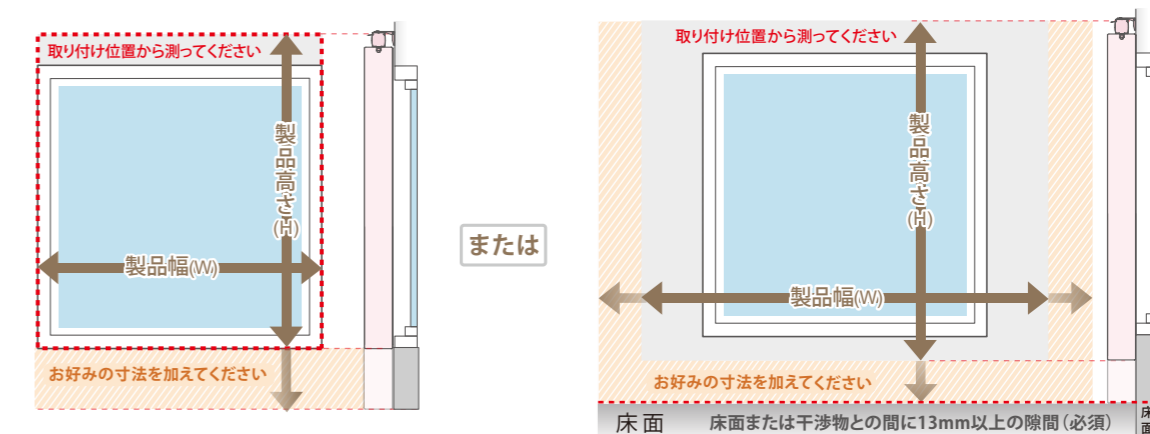 取り付け位置から測ってください
製品高さ(H)
製品幅(W)
お好みの寸法を加えてください
または
取り付け位置から測ってください
製品高さ(H)
製品幅(W)
お好みの寸法を加えてください
床面 床面または干渉物との間に13mm以上の隙間(必須)
床面